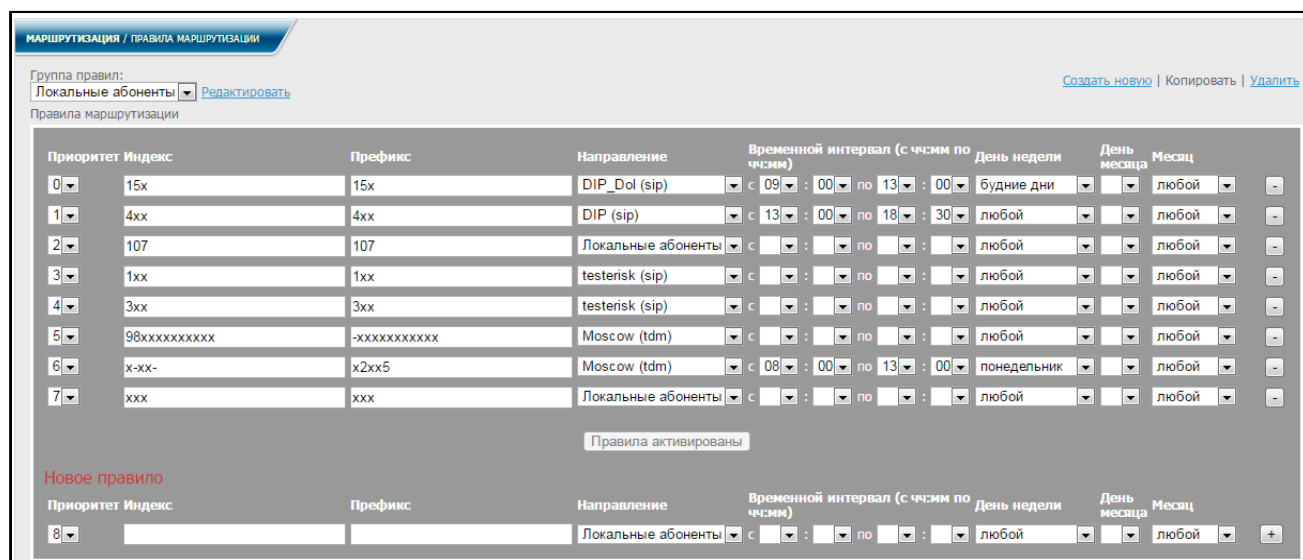 МАРШРУТИЗАЦИЯ / ПРАВИЛА МАРШРУТИЗАЦИИ
Группа правил:
Локальные абоненты Редактировать Создать новую | Копировать | Удалить
Правила маршрутизации
Приоритет Индекс Префикс Направление Временной интервал (с чч:мм по чч:мм) День недели День месяца Месяц
0 15x 15x DIP_Dol (sip) с 09 : 00 по 13 : 00 будние дни любой -
1 4xx 4xx DIP (sip) с 13 : 00 по 18 : 30 любой любой -
2 107 107 Локальные абоненты с : по : любой любой -
3 1xx 1xx testerisk (sip) с : по : любой любой -
4 3xx 3xx testerisk (sip) с : по : любой любой -
5 98xxxxxxxxxx -xxxxxxxxxxx Moscow (tdm) с : по : любой любой -
6 x-xx- x2xx5 Moscow (tdm) с 08 : 00 по 13 : 00 понедельник любой -
7 xxx xxx Локальные абоненты с : по : любой любой -
Правила активированы
Новое правило
Приоритет Индекс Префикс Направление Временной интервал (с чч:мм по чч:мм) День недели День месяца Месяц
8 Локальные абоненты с : по : любой любой +